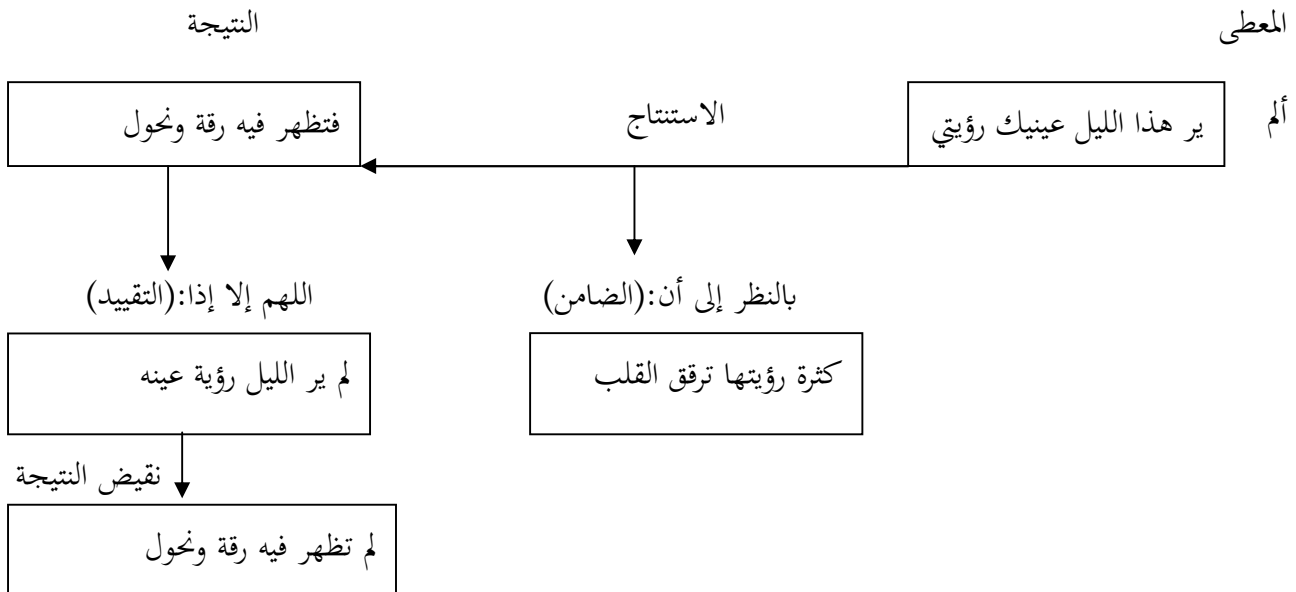 المعطى النتيجة
ألم ير هذا الليل عينيك رؤيتي الاستنتاج فتظهر فيه رقة ونحول
بالنظر إلى أن:(الضامن) اللهم إلا إذا:(التقييد)
كثرة رؤيتها ترقق القلب لم ير الليل رؤية عينه
نقيض النتيجة
لم تظهر فيه رقة ونحول